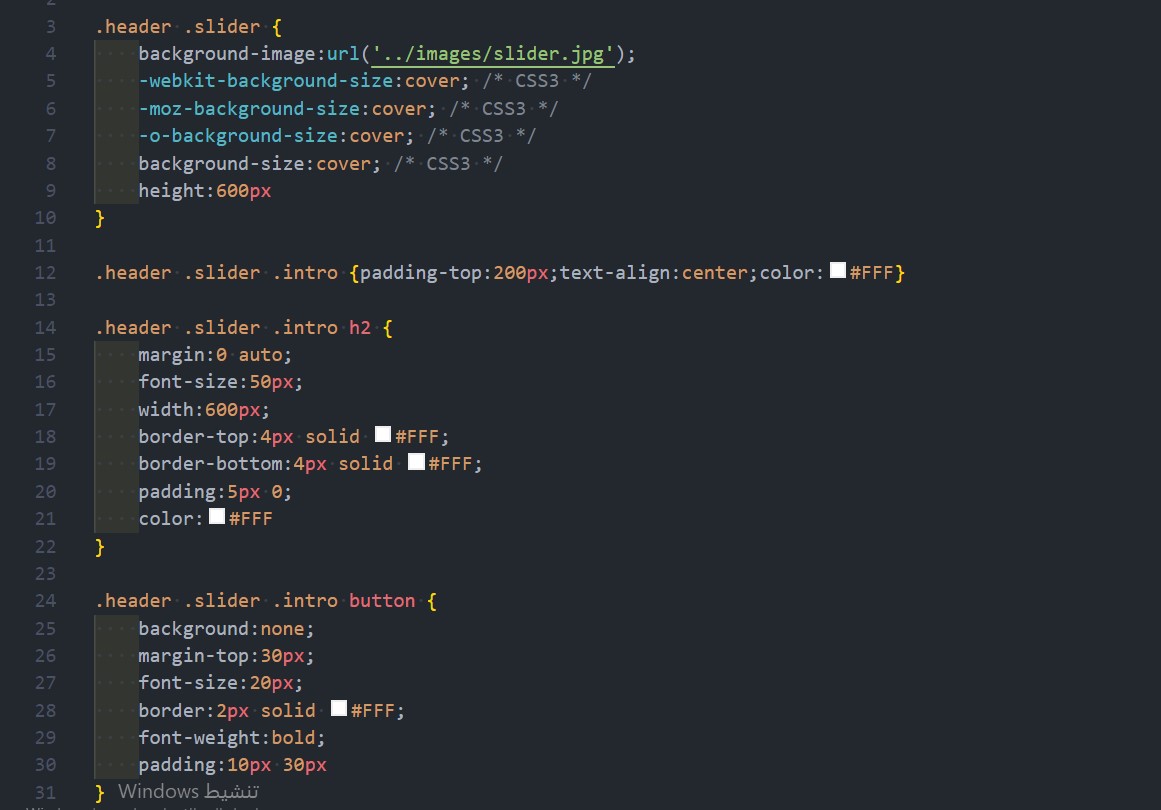 2
3 .header .slider {
4 background-image:url('../images/slider.jpg');
5 -webkit-background-size:cover; /* CSS3 */
6 -moz-background-size:cover; /* CSS3 */
7 -o-background-size:cover; /* CSS3 */
8 background-size:cover; /* CSS3 */
9 height:600px
10 }
11
12 .header .slider .intro {padding-top:200px;text-align:center;color:#FFF}
13
14 .header .slider .intro h2 {
15 margin:0 auto;
16 font-size:50px;
17 width:600px;
18 border-top:4px solid #FFF;
19 border-bottom:4px solid #FFF;
20 padding:5px 0;
21 color:#FFF
22 }
23
24 .header .slider .intro button {
25 background:none;
26 margin-top:30px;
27 font-size:20px;
28 border:2px solid #FFF;
29 font-weight:bold;
30 padding:10px 30px
31 } تنشيط Windows